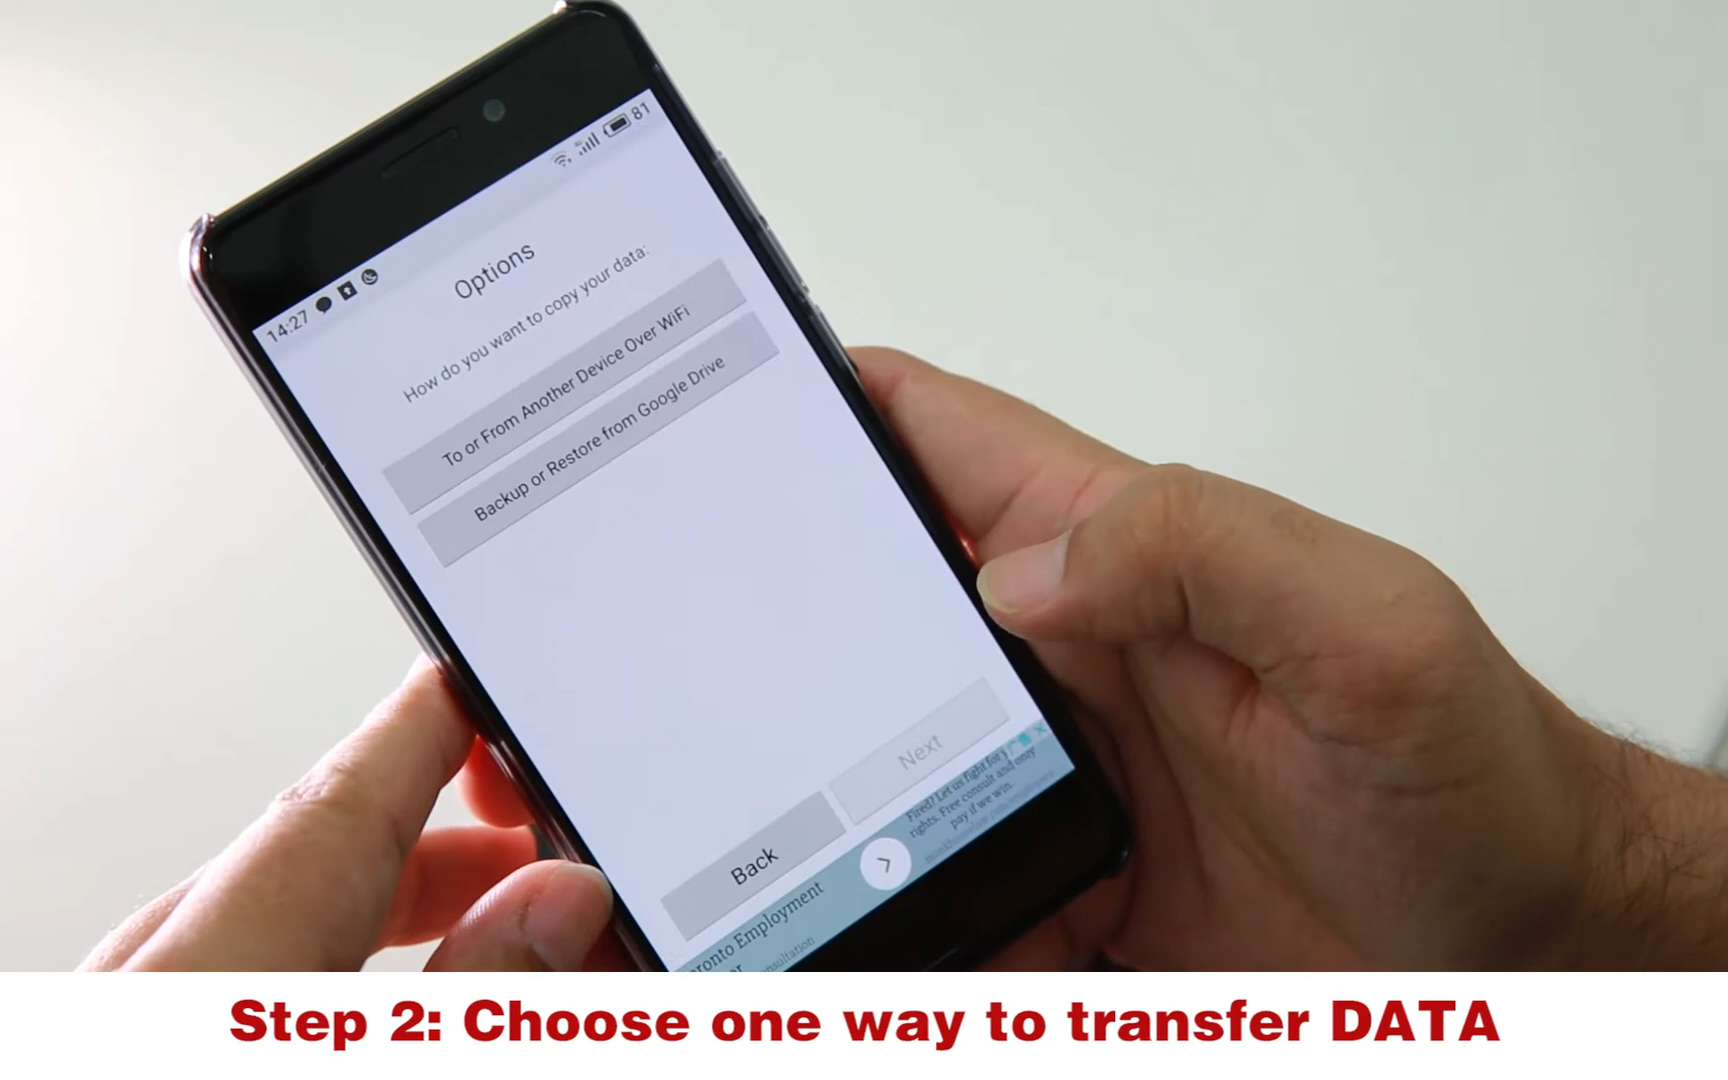 14:27
81
Options
How do you want to copy your data:
To or From Another Device Over WiFi
Backup or Restore from Google Drive
Next
Back
Fired? Let us fight for
rights. Free consult and only
pay if we win.
Employment
Step 2: Choose one way to transfer DATA